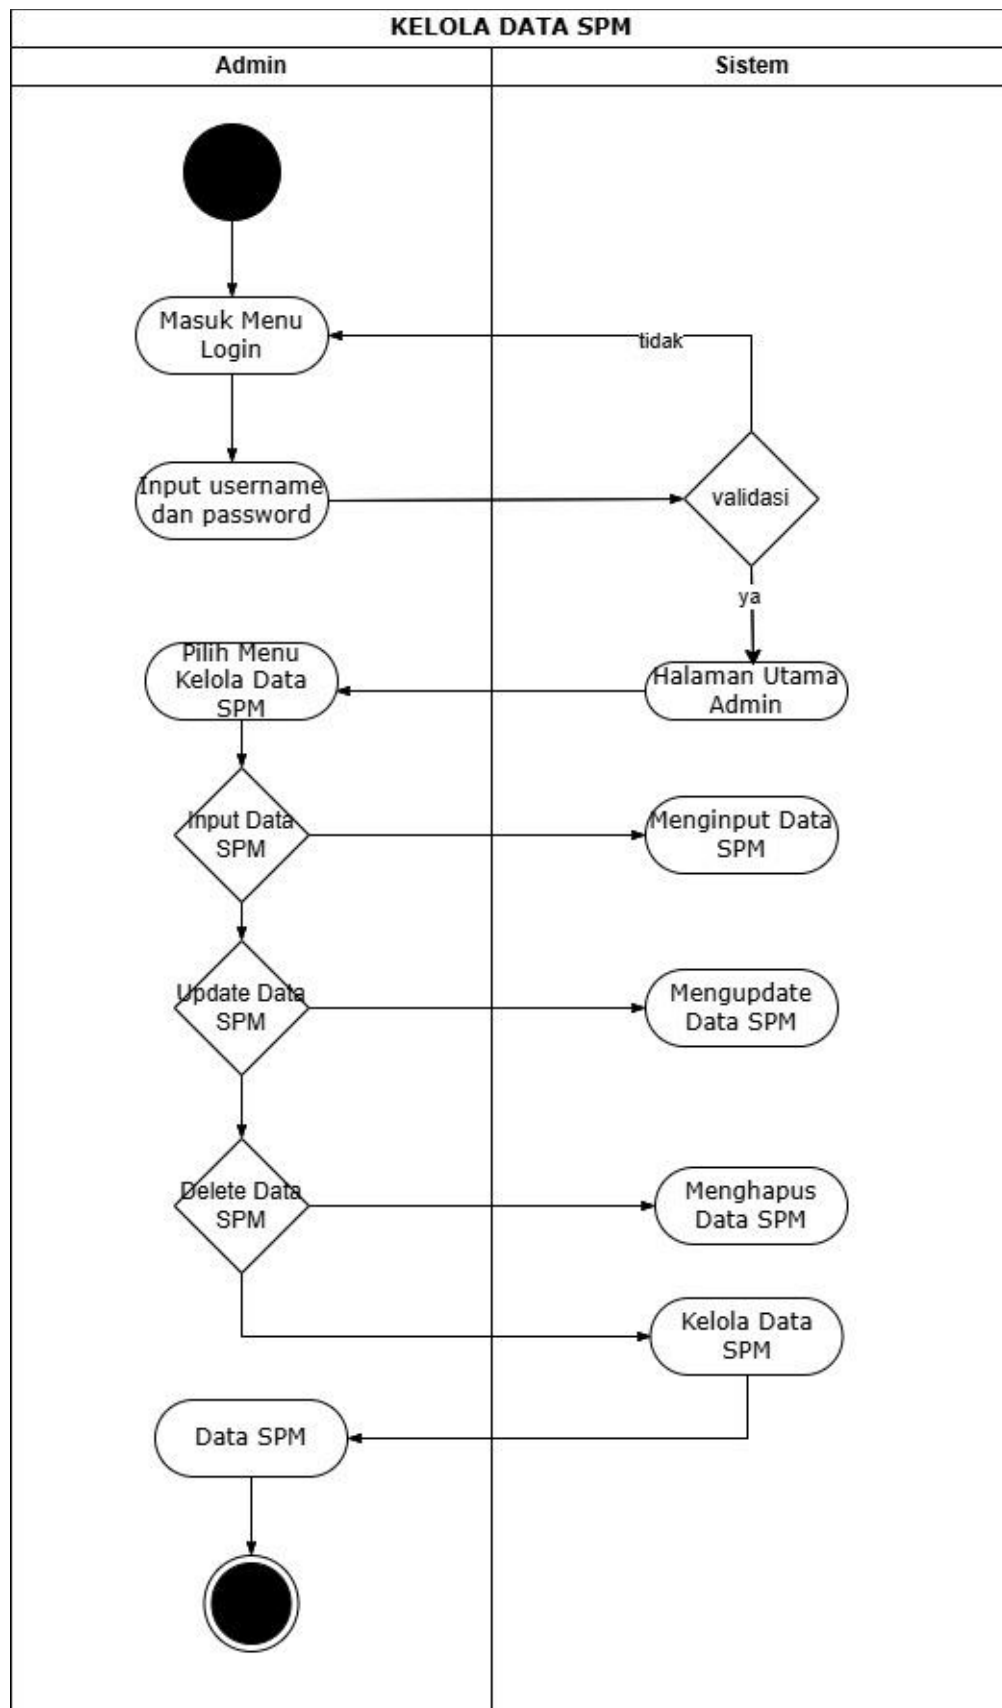 KELOLA DATA SPM
Admin
Sistem
Masuk Menu
Login
tidak
Input username
dan password
validasi
ya
Pilih Menu
Kelola Data
SPM
Halaman Utama
Admin
Input Data
SPM
Menginput Data
SPM
Update Data
SPM
Mengupdate
Data SPM
Delete Data
SPM
Menghapus
Data SPM
Kelola Data
SPM
Data SPM